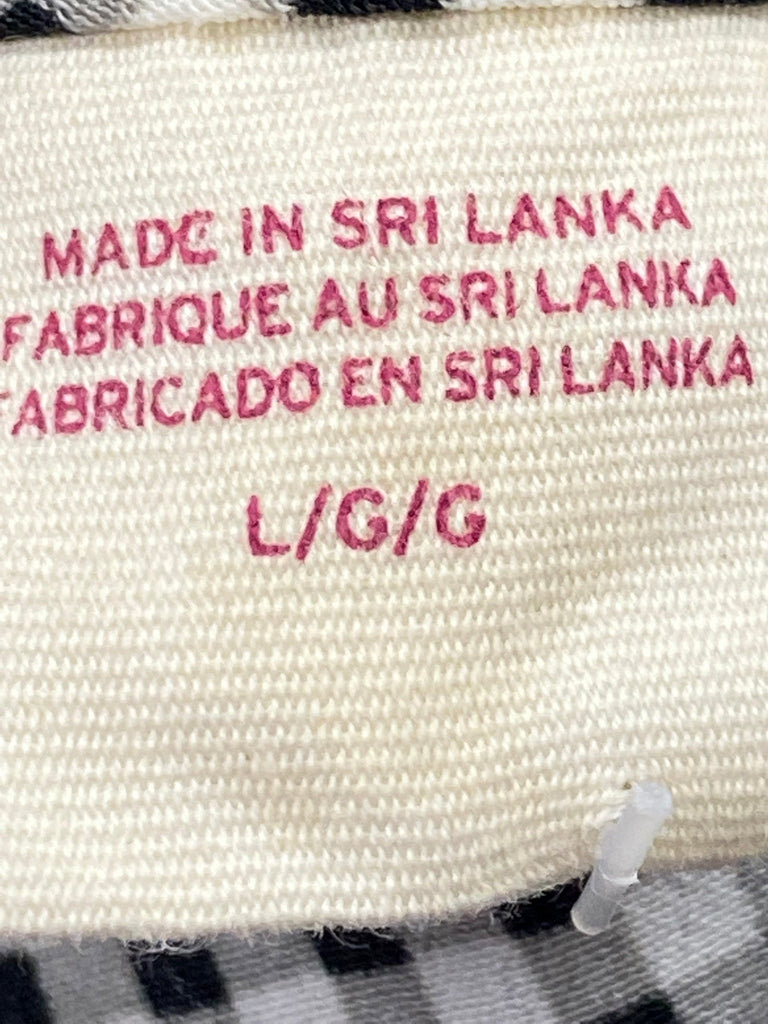 MADE IN SRI LANKA
FABRIQUE AU SRI LANKA
FABRICADO EN SRI LANKA
L/G/G